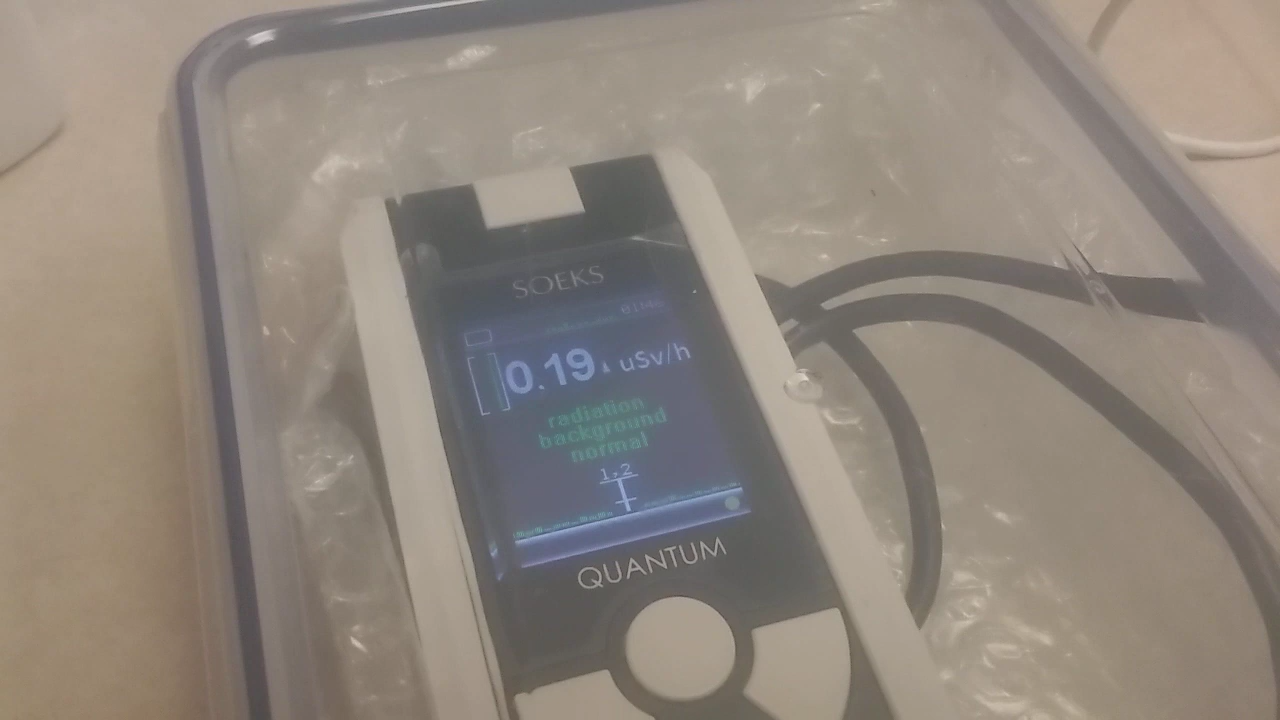 SOEKS
0.19 uSv/h
radiation
background
normal
1,2
QUANTUM